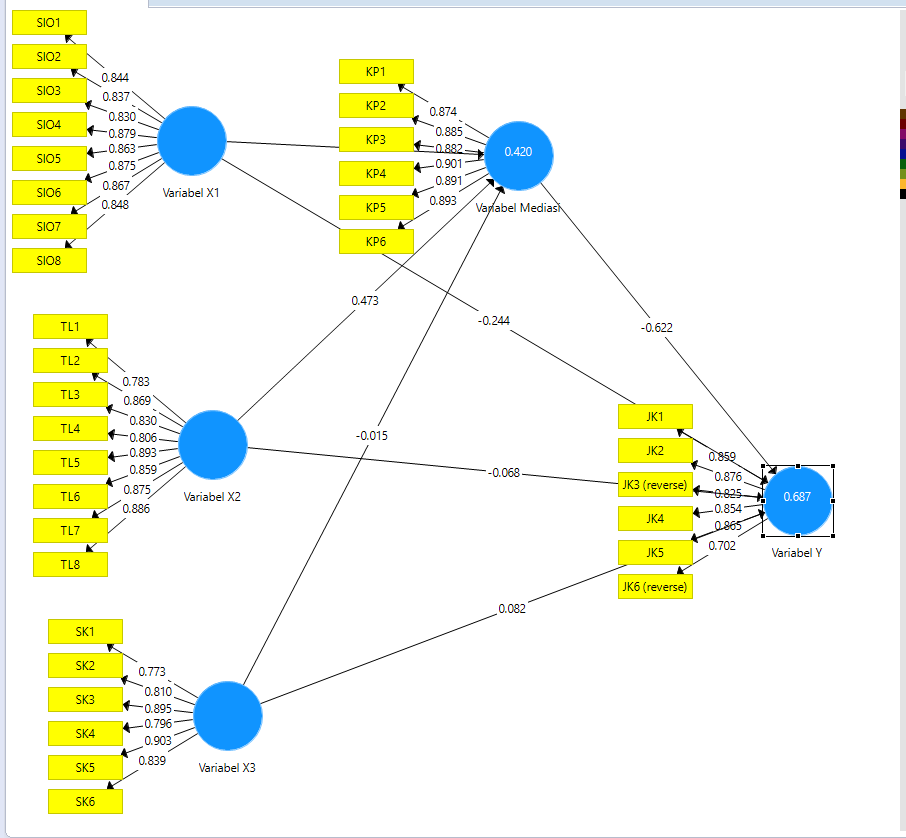 SIO1
SIO2
SIO3
SIO4
SIO5
SIO6
SIO7
SIO8
0.844
0.837
0.830
0.879
0.863
0.875
0.867
0.848
Variabel X1
KP1
KP2
KP3
KP4
KP5
KP6
0.874
0.885
0.882
0.901
0.891
0.893
0.420
Variabel Mediasi
0.473
-0.244
-0.622
-0.015
-0.068
0.082
TL1
TL2
TL3
TL4
TL5
TL6
TL7
TL8
0.783
0.869
0.830
0.806
0.893
0.859
0.875
0.886
Variabel X2
JK1
JK2
JK3 (reverse)
JK4
JK5
JK6 (reverse)
0.859
0.876
0.825
0.854
0.865
0.702
0.687
Variabel Y
SK1
SK2
SK3
SK4
SK5
SK6
0.773
0.810
0.895
0.796
0.903
0.839
Variabel X3